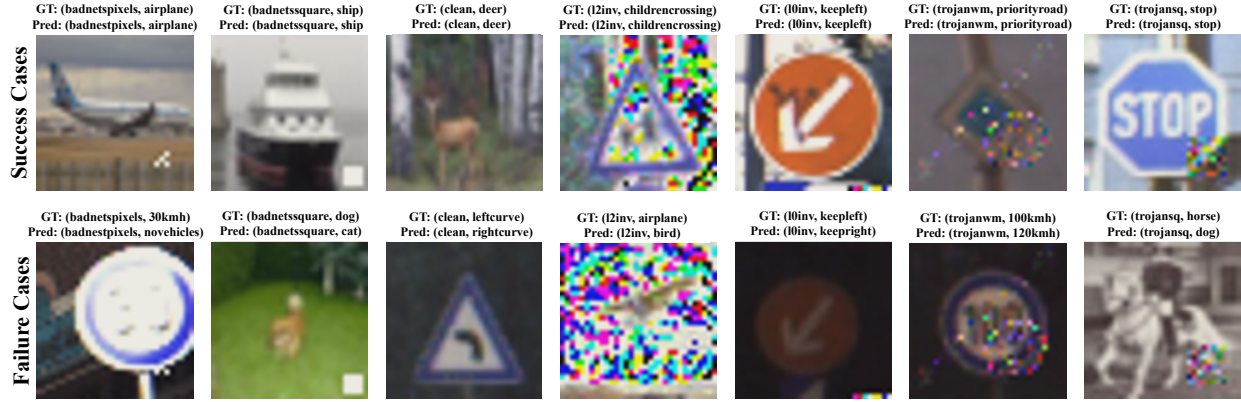 Success Cases
GT: (badnetspixels, airplane)
Pred: (badnestpixels, airplane)
GT: (badnetssquare, ship)
Pred: (badnetssquare, ship
GT: (clean, deer)
Pred: (clean, deer)
GT: (l2inv, childrencrossing)
Pred: (l2inv, childrencrossing)
GT: (l0inv, keepleft)
Pred: (l0inv, keepleft)
GT: (trojanwm, priorityroad)
Pred: (trojanwm, priorityroad)
GT: (trojansq, stop)
Pred: (trojansq, stop)
STOP
Failure Cases
GT: (badnetspixels, 30kmh)
Pred: (badnestpixels, novehicles)
GT: (badnetssquare, dog)
Pred: (badnetssquare, cat)
GT: (clean, leftcurve)
Pred: (clean, rightcurve)
GT: (l2inv, airplane)
Pred: (l2inv, bird)
GT: (l0inv, keepleft)
Pred: (l0inv, keepright)
GT: (trojanwm, 100kmh)
Pred: (trojanwm, 120kmh)
GT: (trojansq, horse)
Pred: (trojansq, dog)